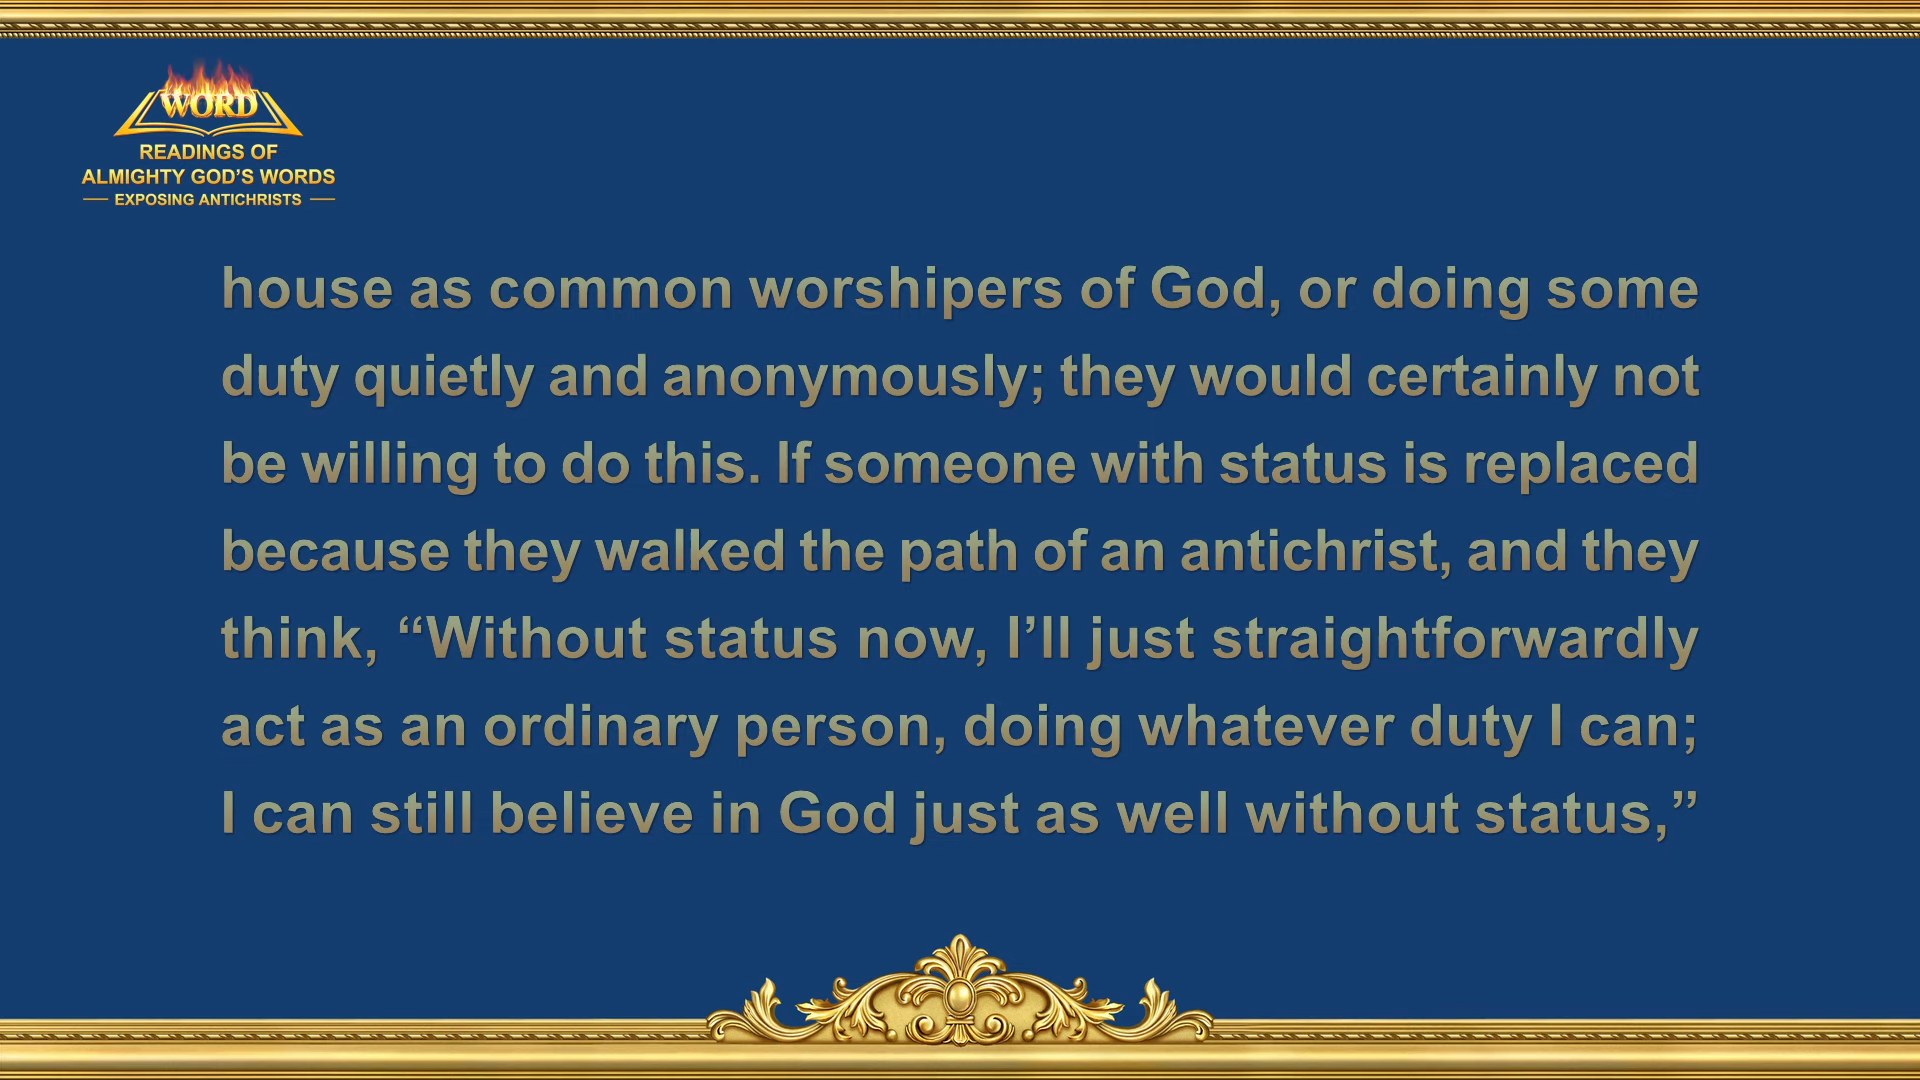 WORD
READINGS OF
ALMIGHTY GOD’S WORDS
EXPOSING ANTICHRISTS
house as common worshipers of God, or doing some
duty quietly and anonymously; they would certainly not
be willing to do this. If someone with status is replaced
because they walked the path of an antichrist, and they
think, “Without status now, I’ll just straightforwardly
act as an ordinary person, doing whatever duty I can;
I can still believe in God just as well without status,”